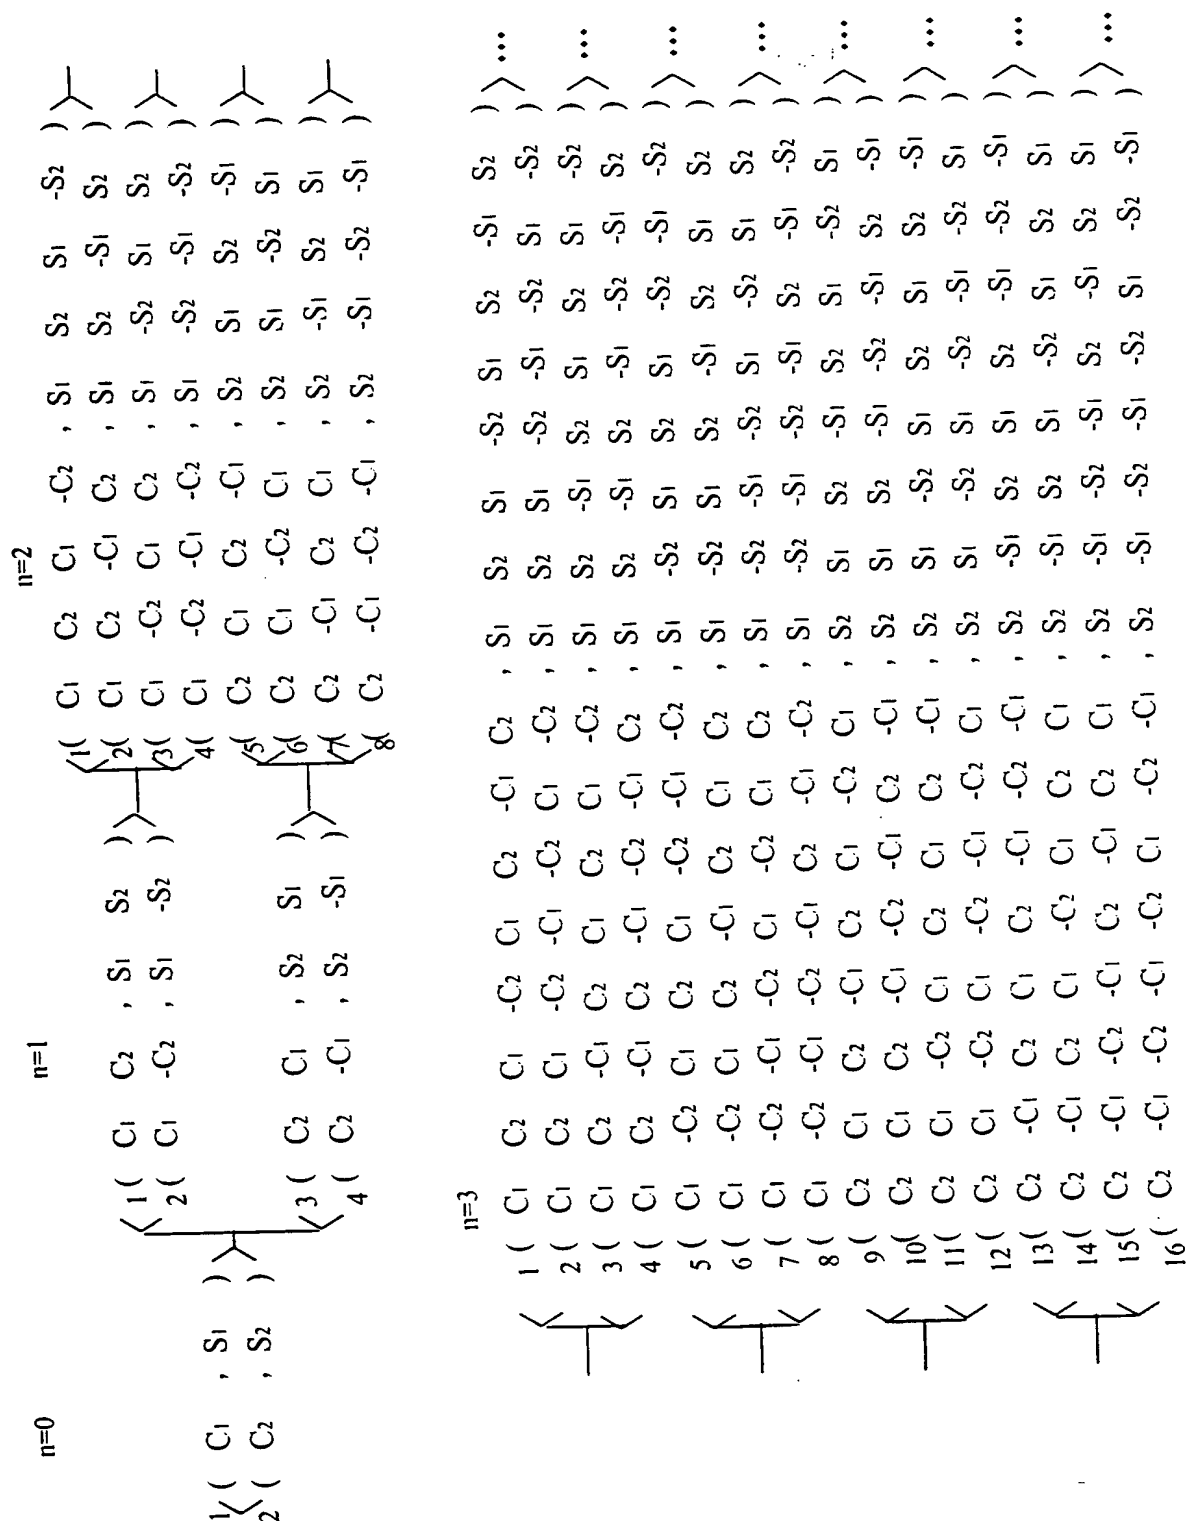 n=0
1 ( C1 , S1 )
2 ( C2 , S2 )
n=1
1 ( C1 C2 , S1 S2 )
2 ( C1 -C2 , S1 -S2 )
3 ( C2 C1 , S2 S1 )
4 ( C2 -C1 , S2 -S1 )
n=2
1 ( C1 C2 C1 -C2 , S1 S2 S1 -S2 )
2 ( C1 C2 -C1 C2 , S1 S2 -S1 S2 )
3 ( C1 -C2 C1 C2 , S1 -S2 S1 S2 )
4 ( C1 -C2 -C1 -C2 , S1 -S2 -S1 -S2 )
5 ( C2 C1 C2 -C1 , S2 S1 S2 -S1 )
6 ( C2 C1 -C2 C1 , S2 S1 -S2 S1 )
7 ( C2 -C1 C2 C1 , S2 -S1 S2 S1 )
8 ( C2 -C1 -C2 -C1 , S2 -S1 -S2 -S1 )
n=3
1 ( C1 C2 C1 -C2 C1 C2 -C1 C2 , S1 S2 S1 -S2 S1 S2 -S1 S2 ) ...
2 ( C1 C2 C1 -C2 -C1 -C2 C1 -C2 , S1 S2 S1 -S2 -S1 -S2 S1 -S2 )
3 ( C1 C2 -C1 C2 C1 C2 C1 -C2 , S1 S2 -S1 S2 S1 S2 S1 -S2 ) ...
4 ( C1 C2 -C1 C2 -C1 -C2 -C1 C2 , S1 S2 -S1 S2 -S1 -S2 -S1 S2 )
5 ( C1 -C2 C1 C2 C1 -C2 -C1 -C2 , S1 -S2 S1 S2 S1 -S2 -S1 -S2 ) ...
6 ( C1 -C2 C1 C2 -C1 C2 C1 C2 , S1 -S2 S1 S2 -S1 S2 S1 S2 )
7 ( C1 -C2 -C1 -C2 C1 -C2 C1 C2 , S1 -S2 -S1 -S2 S1 -S2 S1 S2 ) ...
8 ( C1 -C2 -C1 -C2 -C1 C2 -C1 -C2 , S1 -S2 -S1 -S2 -S1 S2 -S1 -S2 )
9 ( C2 C1 C2 -C1 C2 C1 -C2 C1 , S2 S1 S2 -S1 S2 S1 -S2 S1 ) ...
10 ( C2 C1 C2 -C1 -C2 -C1 C2 -C1 , S2 S1 S2 -S1 -S2 -S1 S2 -S1 )
11 ( C2 C1 -C2 C1 C2 C1 C2 -C1 , S2 S1 -S2 S1 S2 S1 S2 -S1 ) ...
12 ( C2 C1 -C2 C1 -C2 -C1 -C2 C1 , S2 S1 -S2 S1 -S2 -S1 -S2 S1 )
13 ( C2 -C1 C2 C1 C2 -C1 -C2 -C1 , S2 -S1 S2 S1 S2 -S1 -S2 -S1 ) ...
14 ( C2 -C1 C2 C1 -C2 C1 C2 C1 , S2 -S1 S2 S1 -S2 S1 S2 S1 )
15 ( C2 -C1 -C2 -C1 C2 -C1 C2 C1 , S2 -S1 -S2 -S1 S2 -S1 S2 S1 ) ...
16 ( C2 -C1 -C2 -C1 -C2 C1 -C2 -C1 , S2 -S1 -S2 -S1 -S2 S1 -S2 -S1 )